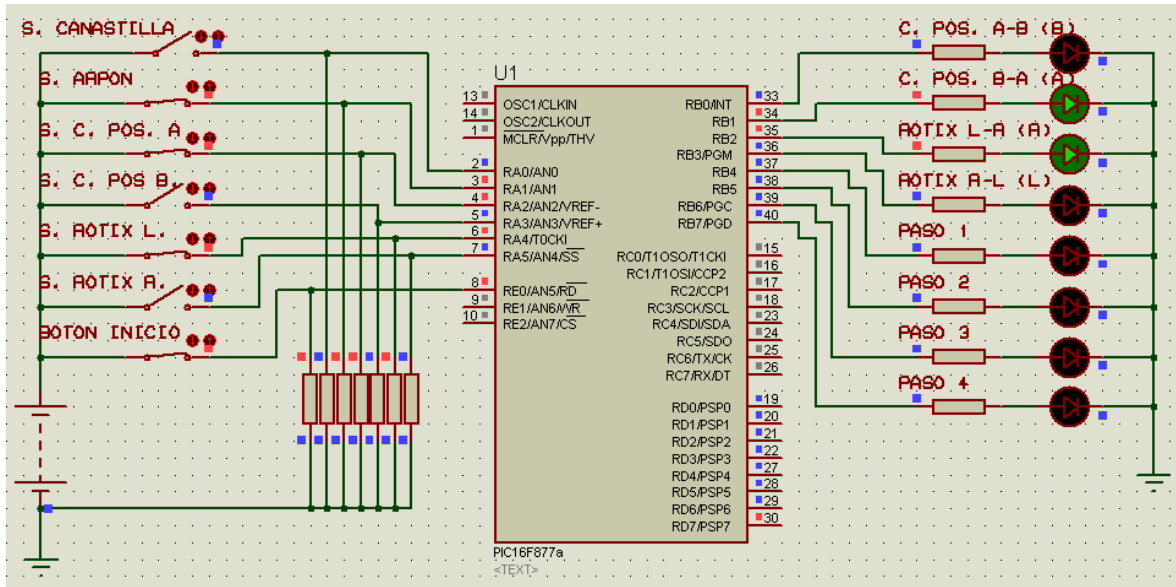 S. CANASTILLA
S. ARPON
S. C. POS. A
S. C. POS B.
S. ROTIX L.
S. ROTIX A.
BOTON INICIO
U1
13 OSC1/CLKIN
14 OSC2/CLKOUT
1 MCLR/Vpp/THV
2 RA0/AN0
3 RA1/AN1
4 RA2/AN2/VREF-
5 RA3/AN3/VREF+
6 RA4/T0CKI
7 RA5/AN4/SS
8 RE0/AN5/RD
9 RE1/AN6/WR
10 RE2/AN7/CS
RB0/INT 33
RB1 34
RB2 35
RB3/PGM 36
RB4 37
RB5 38
RB6/PGC 39
RB7/PGD 40
RC0/T1OSO/T1CKI 15
RC1/T1OSI/CCP2 16
RC2/CCP1 17
RC3/SCK/SCL 18
RC4/SDI/SDA 23
RC5/SDO 24
RC6/TX/CK 25
RC7/RX/DT 26
RD0/PSP0 19
RD1/PSP1 20
RD2/PSP2 21
RD3/PSP3 22
RD4/PSP4 27
RD5/PSP5 28
RD6/PSP6 29
RD7/PSP7 30
PIC16F877a
<TEXT>
C. POS. A-B (B)
C. POS. B-A (A)
ROTIX L-A (A)
ROTIX A-L (L)
PASO 1
PASO 2
PASO 3
PASO 4